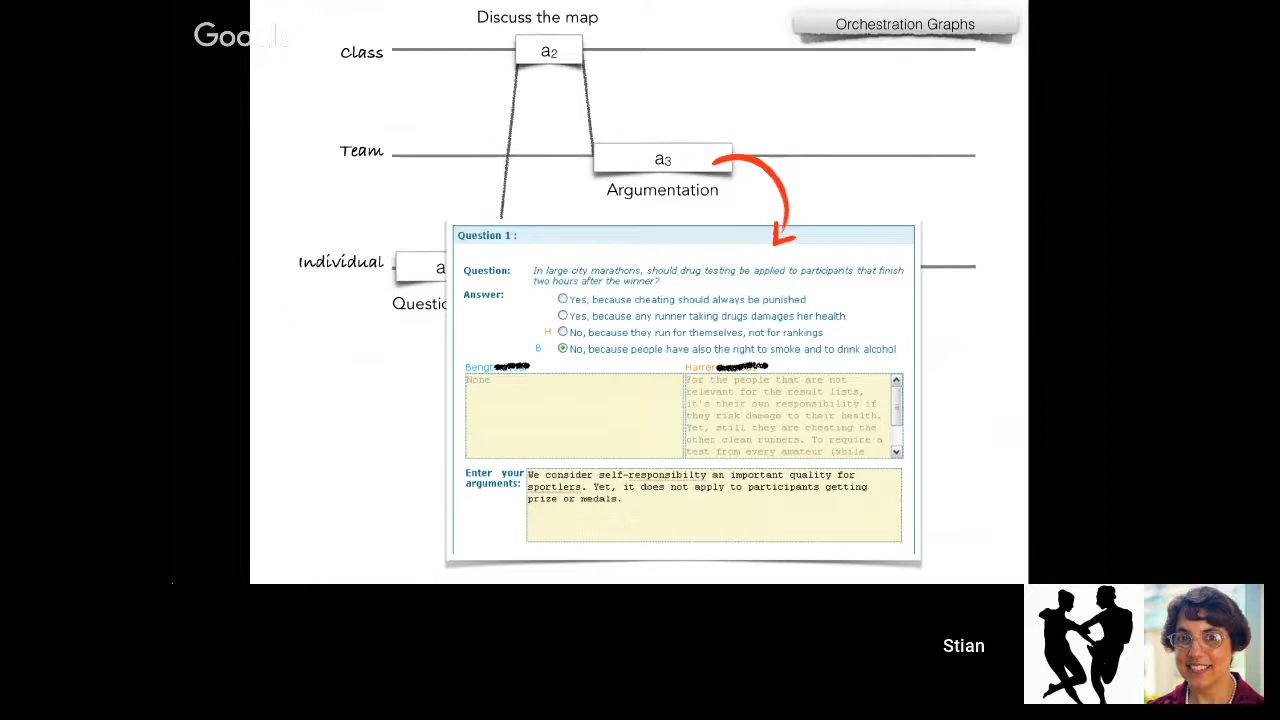 Discuss the map
Orchestration Graphs
Class
a2
Team
a3
Argumentation
Individual
a
Question 1 :
Question:
In large city marathons, should drug testing be applied to participants that finish
two hours after the winner?
Answer:
Yes, because cheating should always be punished
Yes, because any runner taking drugs damages her health
H No, because they run for themselves, not for rankings
B No, because people have also the right to smoke and to drink alcohol
Bengt
Harrer
None
For the people that are not
relevant for the result lists,
it's their own responsibility if
they risk damage to their health.
Yet, still they are cheating the
other clean runners. To require a
test from every amateur (while
Enter your
arguments:
We consider self-responsibilty an important quality for
sportlers. Yet, it does not apply to participants getting
prize or medals.
Stian